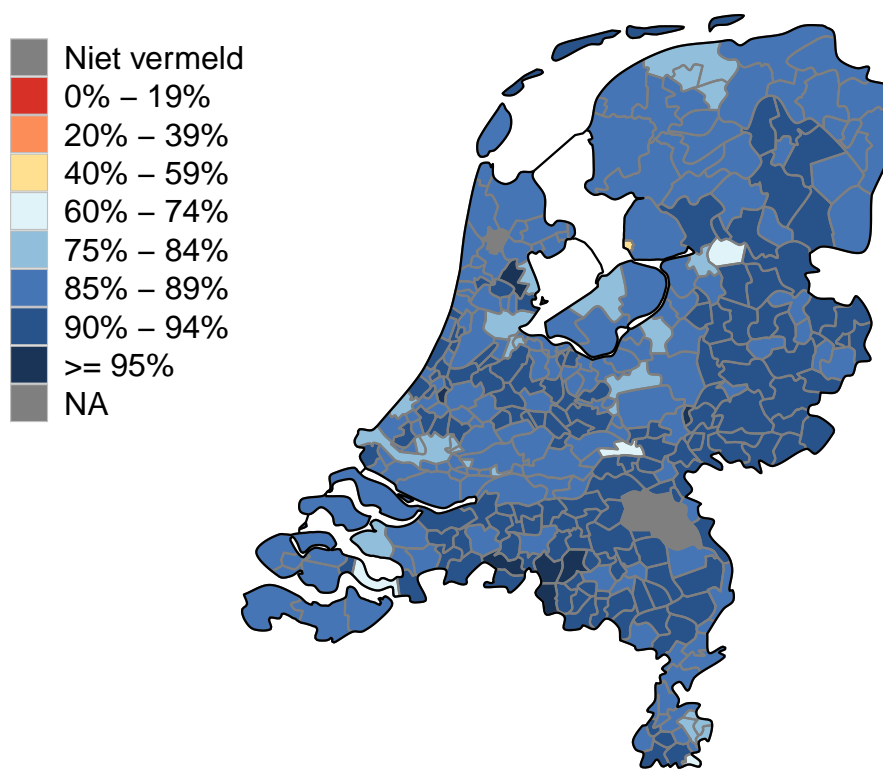 Niet vermeld
0% – 19%
20% – 39%
40% – 59%
60% – 74%
75% – 84%
85% – 89%
90% – 94%
>= 95%
NA